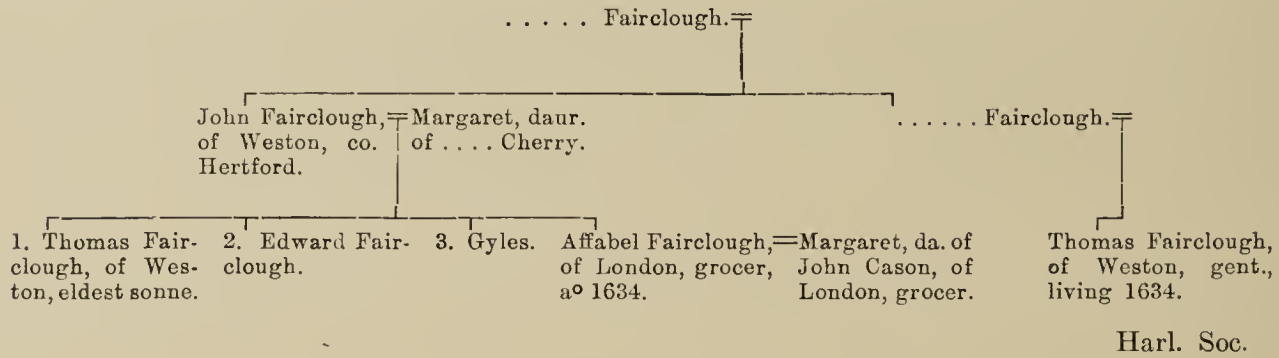 . . . . . Fairclough.
John Fairclough, Margaret, daur.
of Weston, co. of . . . . Cherry.
Hertford.
. . . . . . Fairclough.
1. Thomas Fair-
clough, of Wes-
ton, eldest sonne.
2. Edward Fair-
clough.
3. Gyles.
Affabel Fairclough,
of London, grocer,
aº 1634.
Margaret, da. of
John Cason, of
London, grocer.
Thomas Fairclough,
of Weston, gent.,
living 1634.
Harl. Soc.